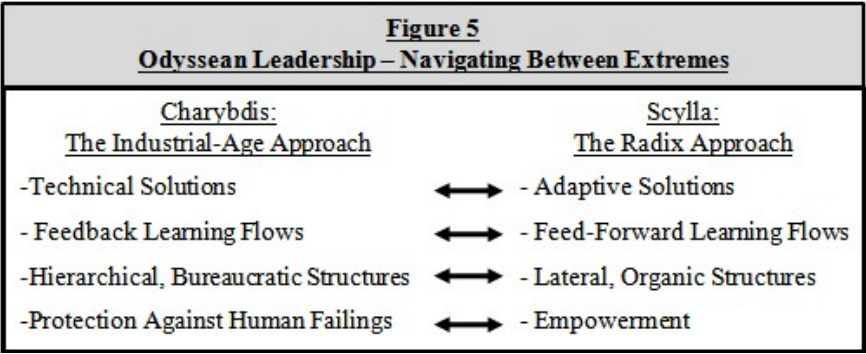 Figure 5
Odyssean Leadership – Navigating Between Extremes
Charybdis:
The Industrial-Age Approach
Scylla:
The Radix Approach
-Technical Solutions
- Adaptive Solutions
- Feedback Learning Flows
- Feed-Forward Learning Flows
-Hierarchical, Bureaucratic Structures
- Lateral, Organic Structures
-Protection Against Human Failings
- Empowerment